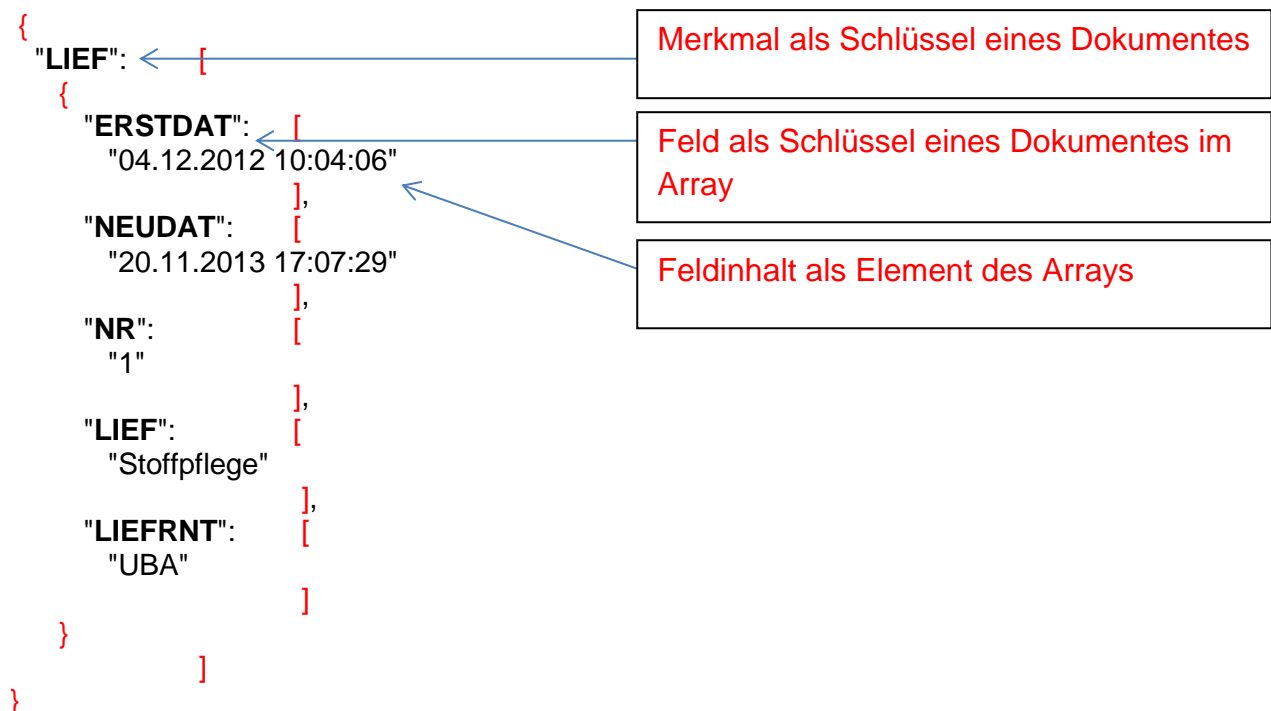 {
"LIEF": [
Merkmal als Schlüssel eines Dokumentes
{
"ERSTDAT": [
"04.12.2012 10:04:06"
],
Feld als Schlüssel eines Dokumentes im
Array
"NEUDAT": [
"20.11.2013 17:07:29"
],
Feldinhalt als Element des Arrays
"NR": [
"1"
],
"LIEF": [
"Stoffpflege"
],
"LIEFRNT": [
"UBA"
]
}
]
}